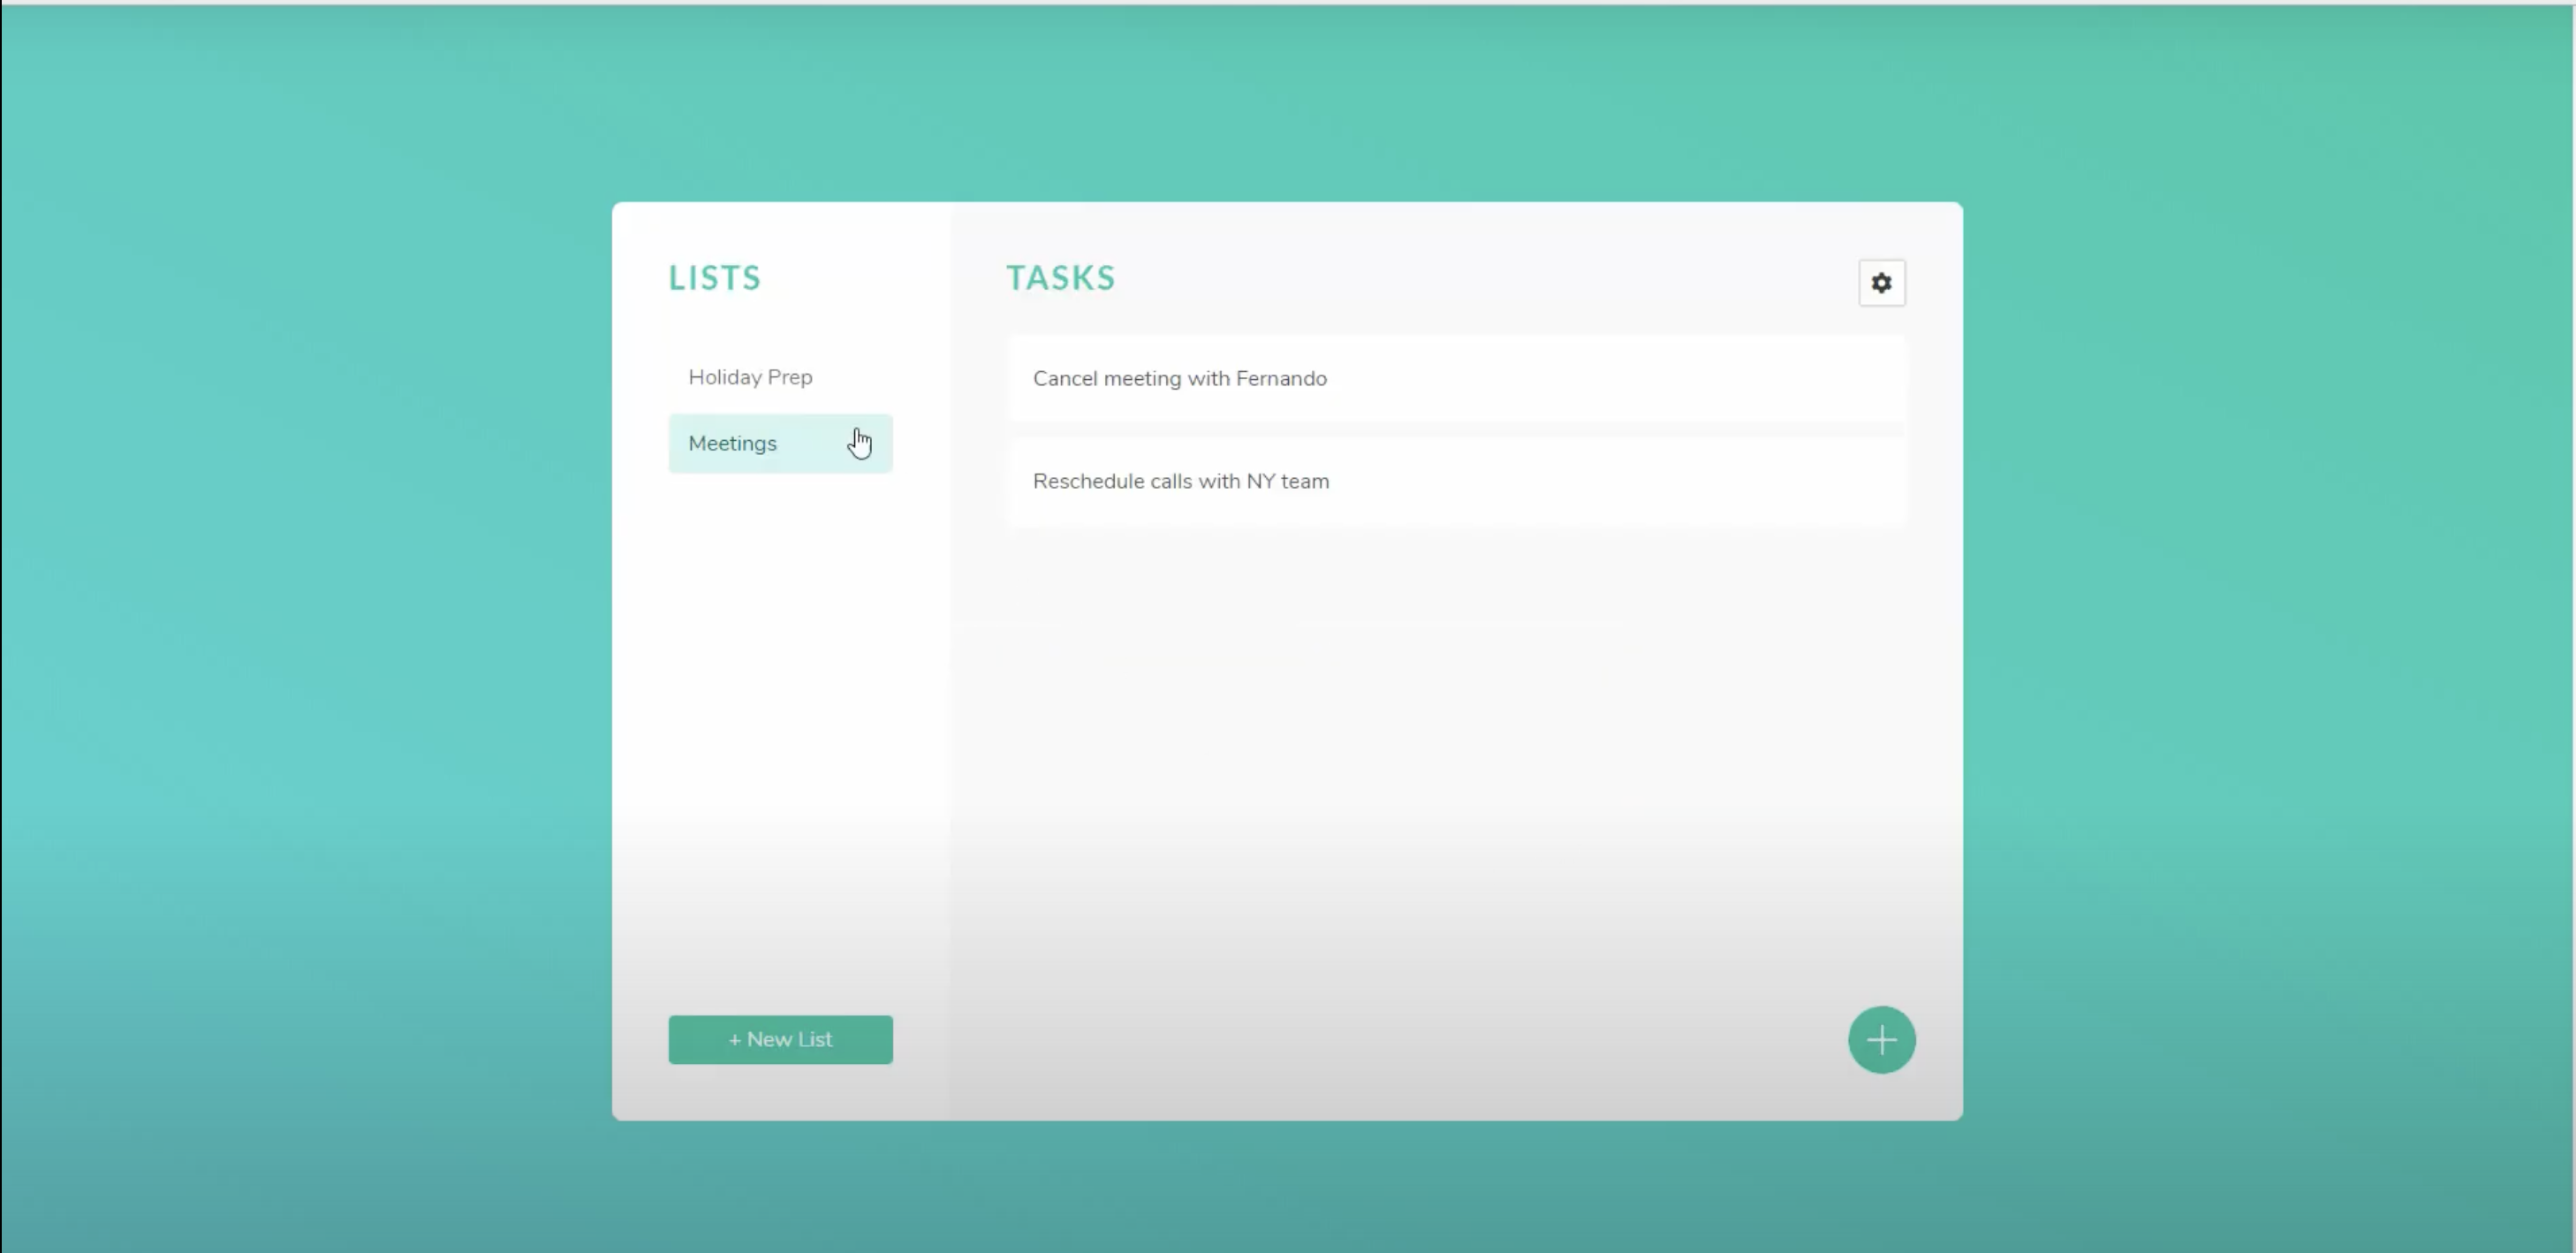 LISTS
Holiday Prep
Meetings
+ New List
TASKS
Cancel meeting with Fernando
Reschedule calls with NY team